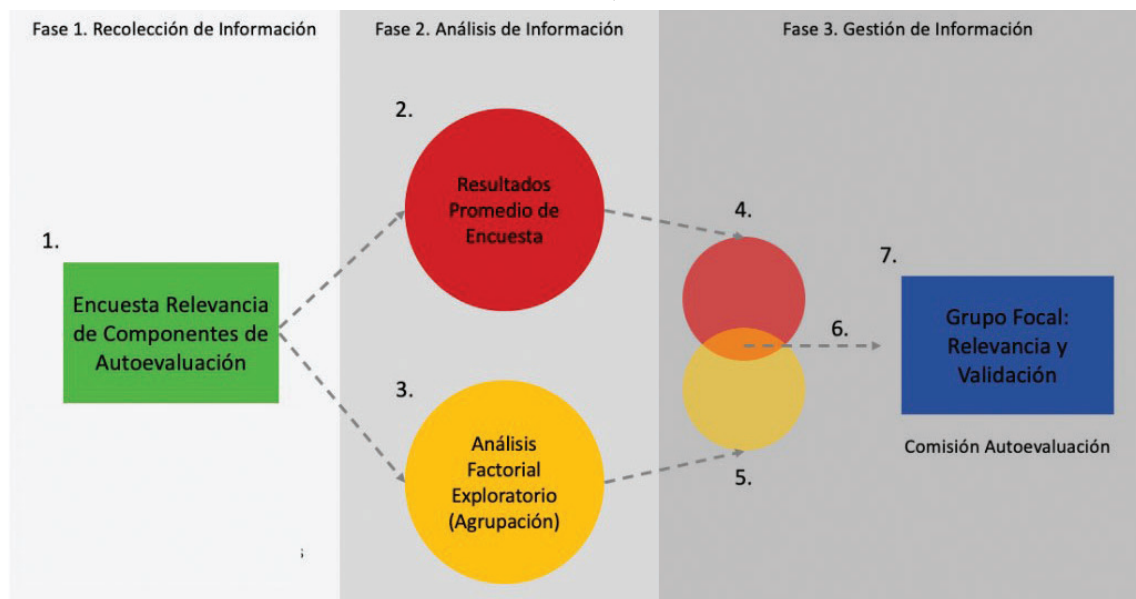 Fase 1. Recolección de Información
Fase 2. Análisis de Información
Fase 3. Gestión de Información
1.
Encuesta Relevancia
de Componentes de
Autoevaluación
2.
Resultados
Promedio de
Encuesta
3.
Análisis
Factorial
Exploratorio
(Agrupación)
4.
5.
6.
7.
Grupo Focal:
Relevancia y
Validación
Comisión Autoevaluación